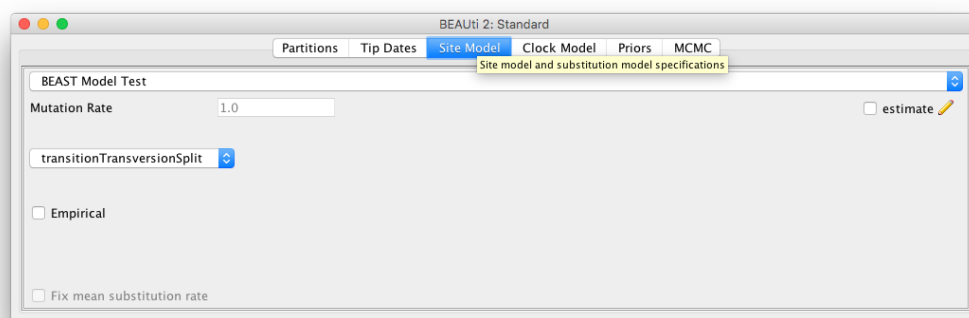 BEAUti 2: Standard
Partitions Tip Dates Site Model Clock Model Priors MCMC
Site model and substitution model specifications
BEAST Model Test
Mutation Rate 1.0 estimate
transitionTransversionSplit
Empirical
Fix mean substitution rate